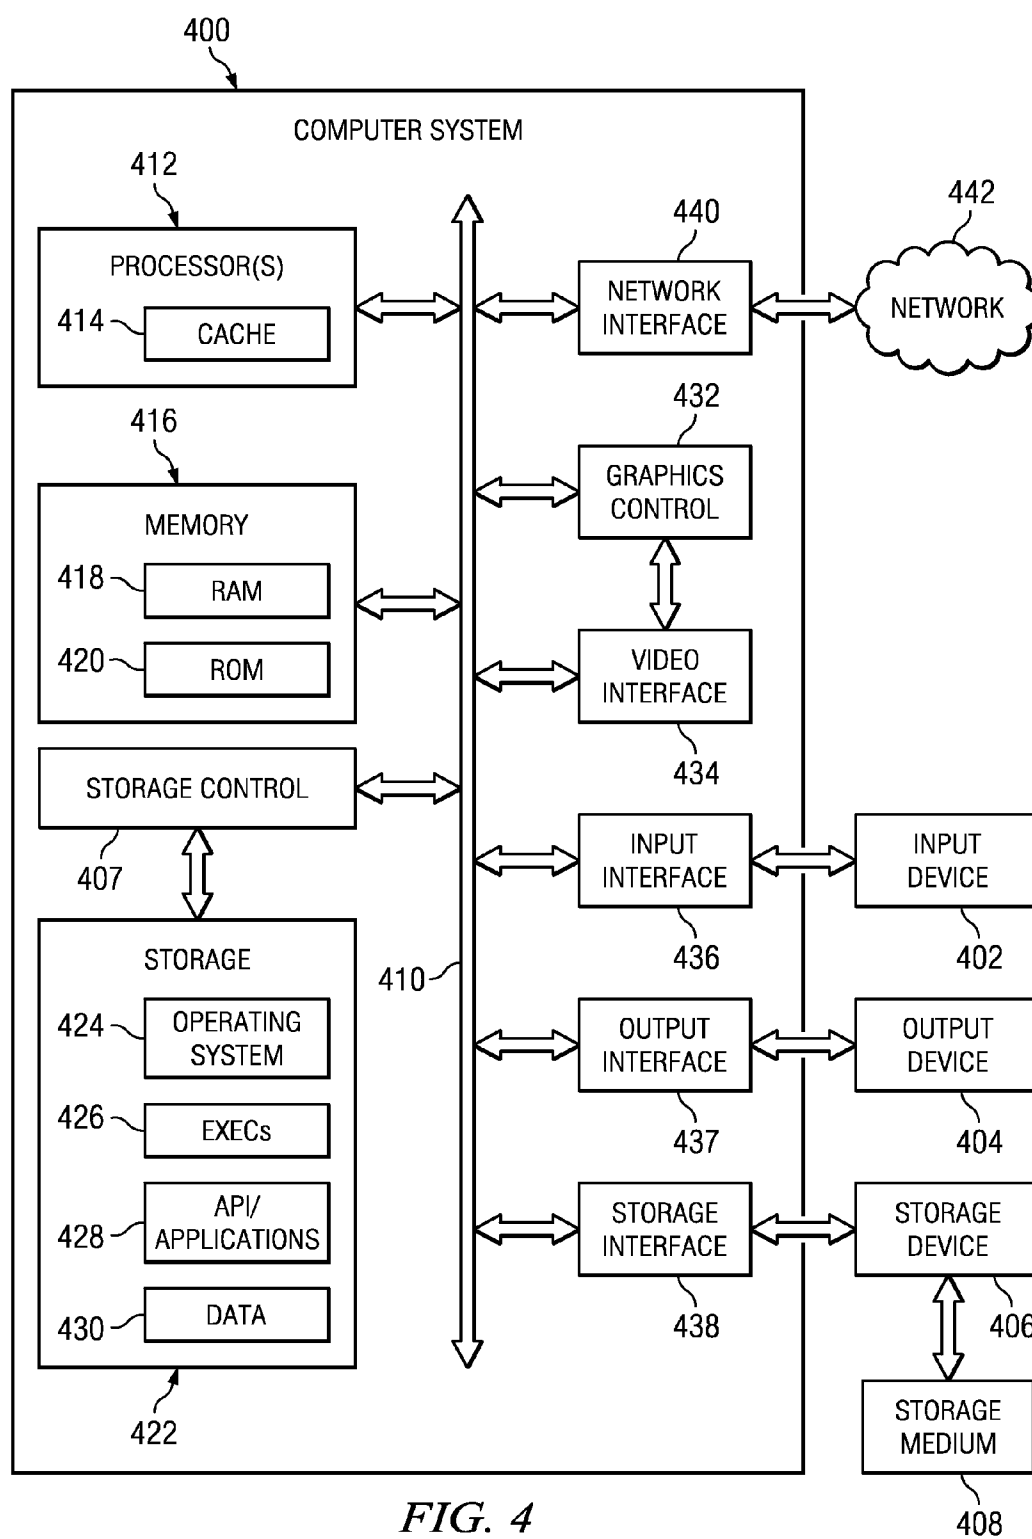 400
COMPUTER SYSTEM
412
PROCESSOR(S)
414
CACHE
440
NETWORK
INTERFACE
442
NETWORK
416
MEMORY
418
RAM
420
ROM
432
GRAPHICS
CONTROL
VIDEO
INTERFACE
434
STORAGE CONTROL
407
INPUT
INTERFACE
436
INPUT
DEVICE
402
STORAGE
424
OPERATING
SYSTEM
426
EXECs
428
API/
APPLICATIONS
430
DATA
422
410
OUTPUT
INTERFACE
437
OUTPUT
DEVICE
404
STORAGE
INTERFACE
438
STORAGE
DEVICE
406
STORAGE
MEDIUM
408
FIG. 4